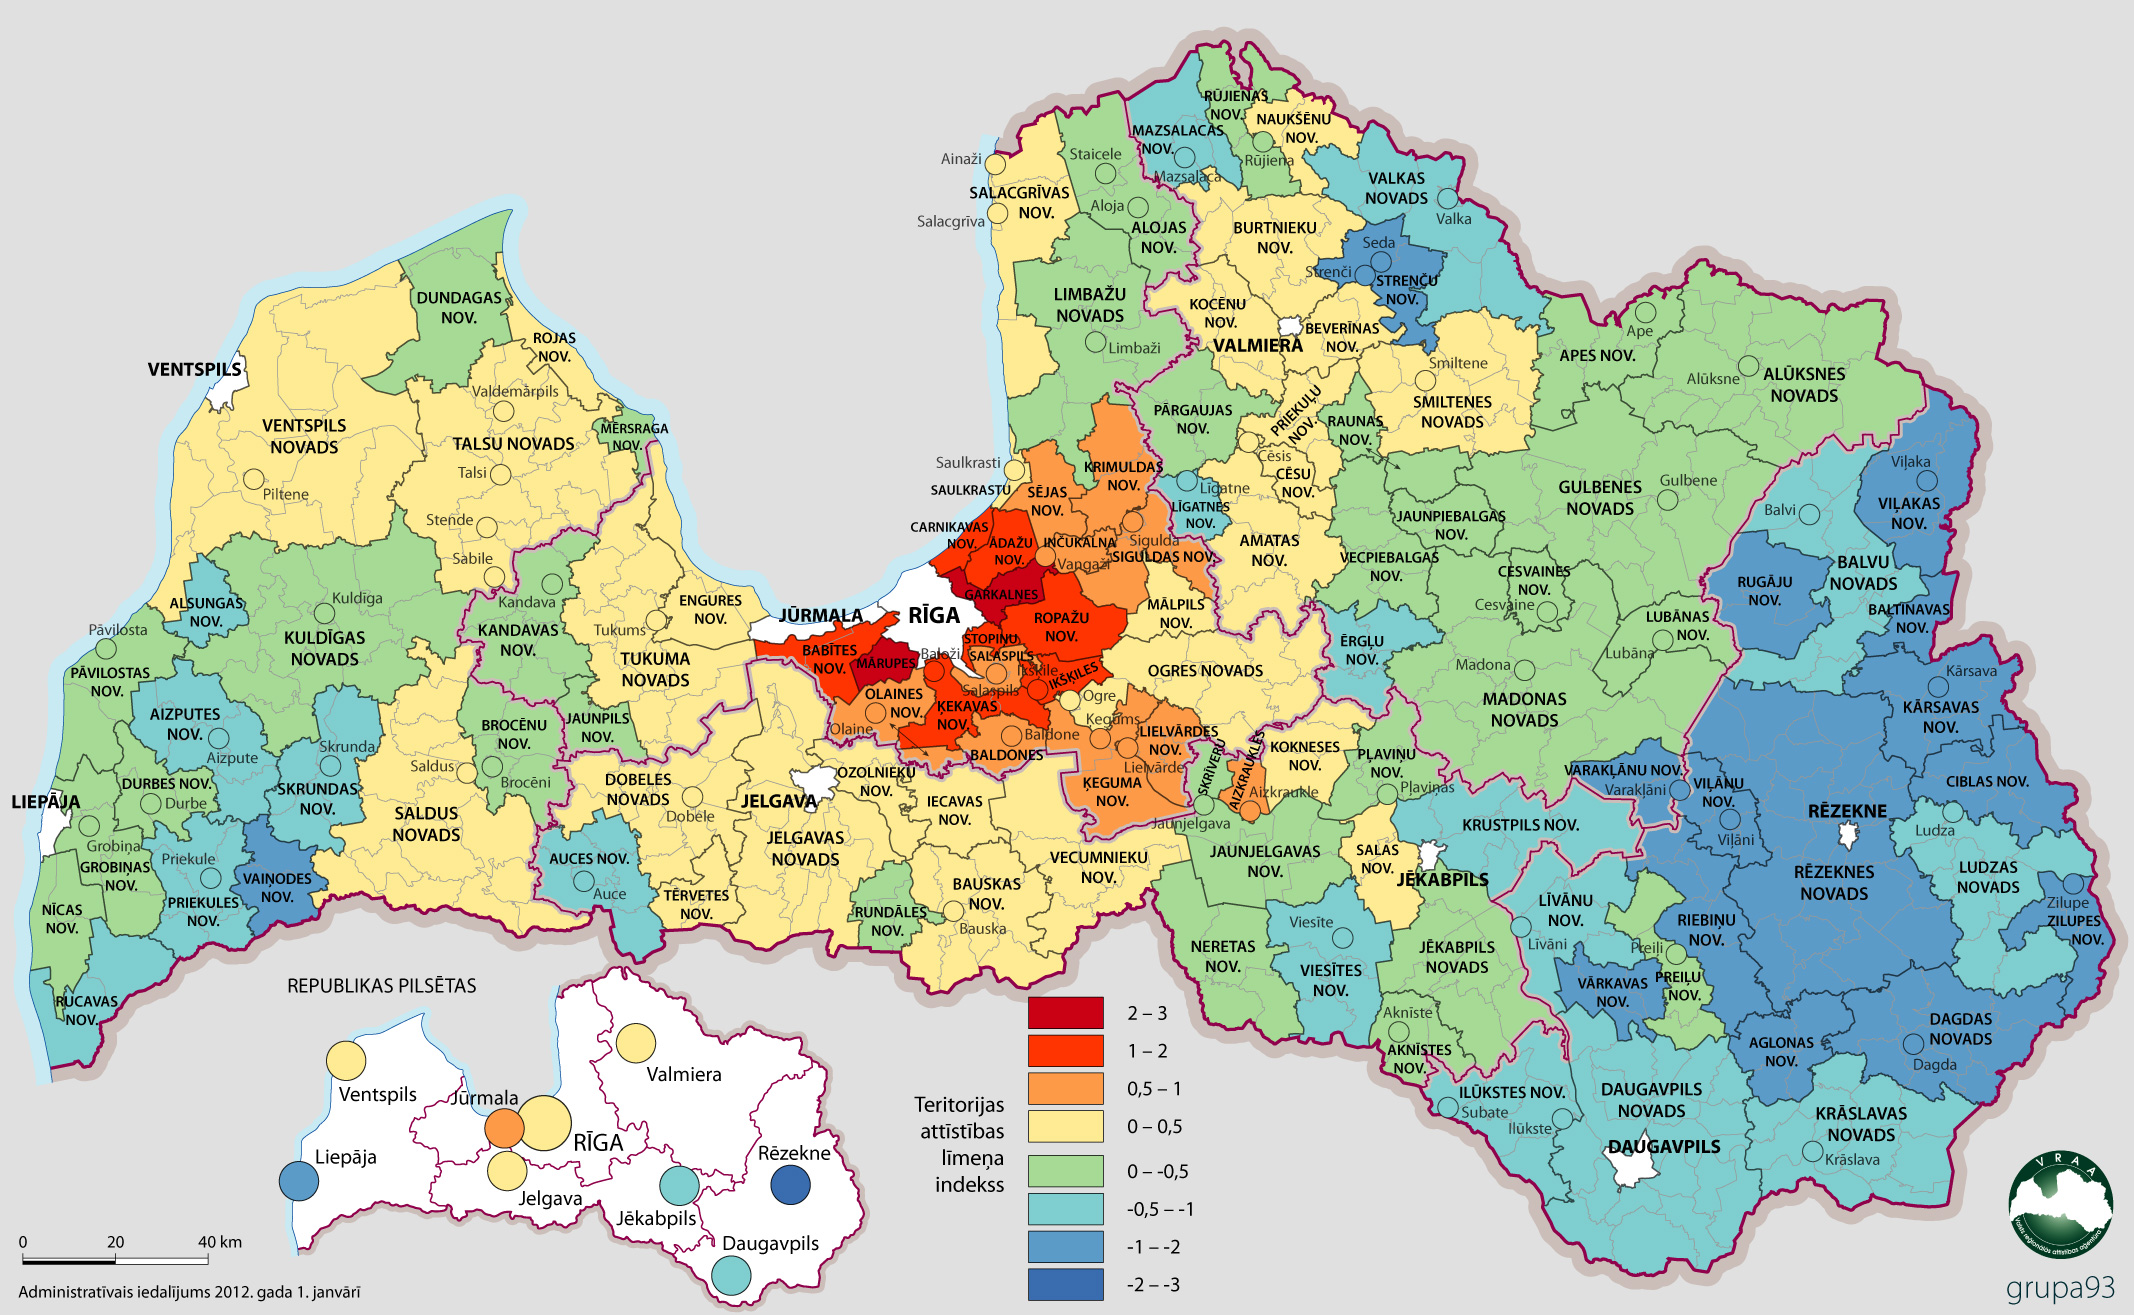 RŪJIENAS
NOV.
NAUKŠĒNU
NOV.
MAZSALACAS
NOV.
Rūjiena
Mazsalaca
Ainaži
Staicele
SALACGRĪVAS
NOV.
Salacgrīva
Aloja
ALOJAS
NOV.
VALKAS
NOVADS
Valka
BURTNIEKU
NOV.
Seda
Strenči
STRENČU
NOV.
LIMBAŽU
NOVADS
Limbaži
KOCĒNU
NOV.
BEVERĪNAS
NOV.
VALMIERA
DUNDAGAS
NOV.
ROJAS
NOV.
VENTSPILS
VENTSPILS
NOVADS
Piltene
Valdemārpils
TALSU NOVADS
Talsi
Stende
Sabile
MĒRSRAGA
NOV.
Smiltene
SMILTENES
NOVADS
Ape
APES NOV.
Alūksne
ALŪKSNES
NOVADS
PĀRGAUJAS
NOV.
PRIEKUĻU
NOV.
RAUNAS
NOV.
Cēsis
CĒSU
NOV.
Saulkrasti
SAULKRASTU
KRIMULDAS
NOV.
SĒJAS
NOV.
Līgatne
LĪGATNES
NOV.
GULBENES
NOVADS
Gulbene
Viļaka
VIĻAKAS
NOV.
Balvi
BALVU
NOVADS
RUGĀJU
NOV.
BALTINAVAS
NOV.
JAUNPIEBALGAS
NOV.
VECPIEBALGAS
NOV.
AMATAS
NOV.
CARNIKAVAS
NOV.
ĀDAŽU
NOV.
INČUKALNA
Vangaži
Sigulda
SIGULDAS NOV.
GARKALNES
CESVAINES
NOV.
Cesvaine
LUBĀNAS
NOV.
Lubāna
ALSUNGAS
NOV.
Kuldīga
KULDĪGAS
NOVADS
Kandava
KANDAVAS
NOV.
Tukums
TUKUMA
NOVADS
ENGURES
NOV.
JŪRMALA
RĪGA
ROPAŽU
NOV.
MĀLPILS
NOV.
Pāvilosta
PĀVILOSTAS
NOV.
BABĪTES
NOV.
MĀRUPES
Baloži
STOPIŅU
SALASPILS
Salaspils
Ikšķile
IKŠĶILES
OGRES NOVADS
Ogre
ĒRGĻU
NOV.
Madona
MADONAS
NOVADS
Kārsava
KĀRSAVAS
NOV.
AIZPUTES
NOV.
Aizpute
Skrunda
SKRUNDAS
NOV.
BROCĒNU
NOV.
Brocēni
JAUNPILS
NOV.
OLAINES
NOV.
Olaine
ĶEKAVAS
NOV.
Baldone
BALDONES
Ķegums
ĶEGUMA
NOV.
LIELVĀRDES
NOV.
Lielvārde
SKRĪVERU
AIZKRAUKLES
Aizkraukle
KOKNESES
NOV.
PĻAVIŅU
NOV.
Pļaviņas
VARAKĻĀNU NOV.
Varakļāni
VIĻĀNU
NOV.
Viļāni
CIBLAS NOV.
RĒZEKNE
RĒZEKNES
NOVADS
Ludza
LUDZAS
NOVADS
Zilupe
ZILUPES
NOV.
LIEPĀJA
DURBES NOV.
Durbe
Grobiņa
GROBIŅAS
NOV.
Saldus
SALDUS
NOVADS
DOBELES
NOVADS
Dobele
JELGAVA
JELGAVAS
NOVADS
OZOLNIEKU
NOV.
IECAVAS
NOV.
Jaunjelgava
JAUNJELGAVAS
NOV.
KRUSTPILS NOV.
SALAS
NOV.
JĒKABPILS
Priekule
PRIEKULES
NOV.
VAIŅODES
NOV.
NĪCAS
NOV.
RUCAVAS
NOV.
AUCES NOV.
Auce
TĒRVETES
NOV.
RUNDĀLES
NOV.
BAUSKAS
NOV.
Bauska
VECUMNIEKU
NOV.
NERETAS
NOV.
Viesīte
VIESĪTES
NOV.
JĒKABPILS
NOVADS
LĪVĀNU
NOV.
Līvāni
RIEBIŅU
NOV.
Preiļi
PREIĻU
NOV.
VĀRKAVAS
NOV.
Aknīste
AKNĪSTES
NOV.
AGLONAS
NOV.
DAGDAS
NOVADS
Dagda
ILŪKSTES NOV.
Subate
Ilūkste
DAUGAVPILS
NOVADS
DAUGAVPILS
KRĀSLAVAS
NOVADS
Krāslava
REPUBLIKAS PILSĒTAS
Ventspils
Valmiera
Jūrmala
RĪGA
Liepāja
Jelgava
Rēzekne
Jēkabpils
Daugavpils
Teritorijas
attīstības
līmeņa
indekss
2 – 3
1 – 2
0,5 – 1
0 – 0,5
0 – -0,5
-0,5 – -1
-1 – -2
-2 – -3
0 20 40 km
Administratīvais iedalījums 2012. gada 1. janvārī
VRAA
Valsts reģionālās attīstības aģentūra
grupa93